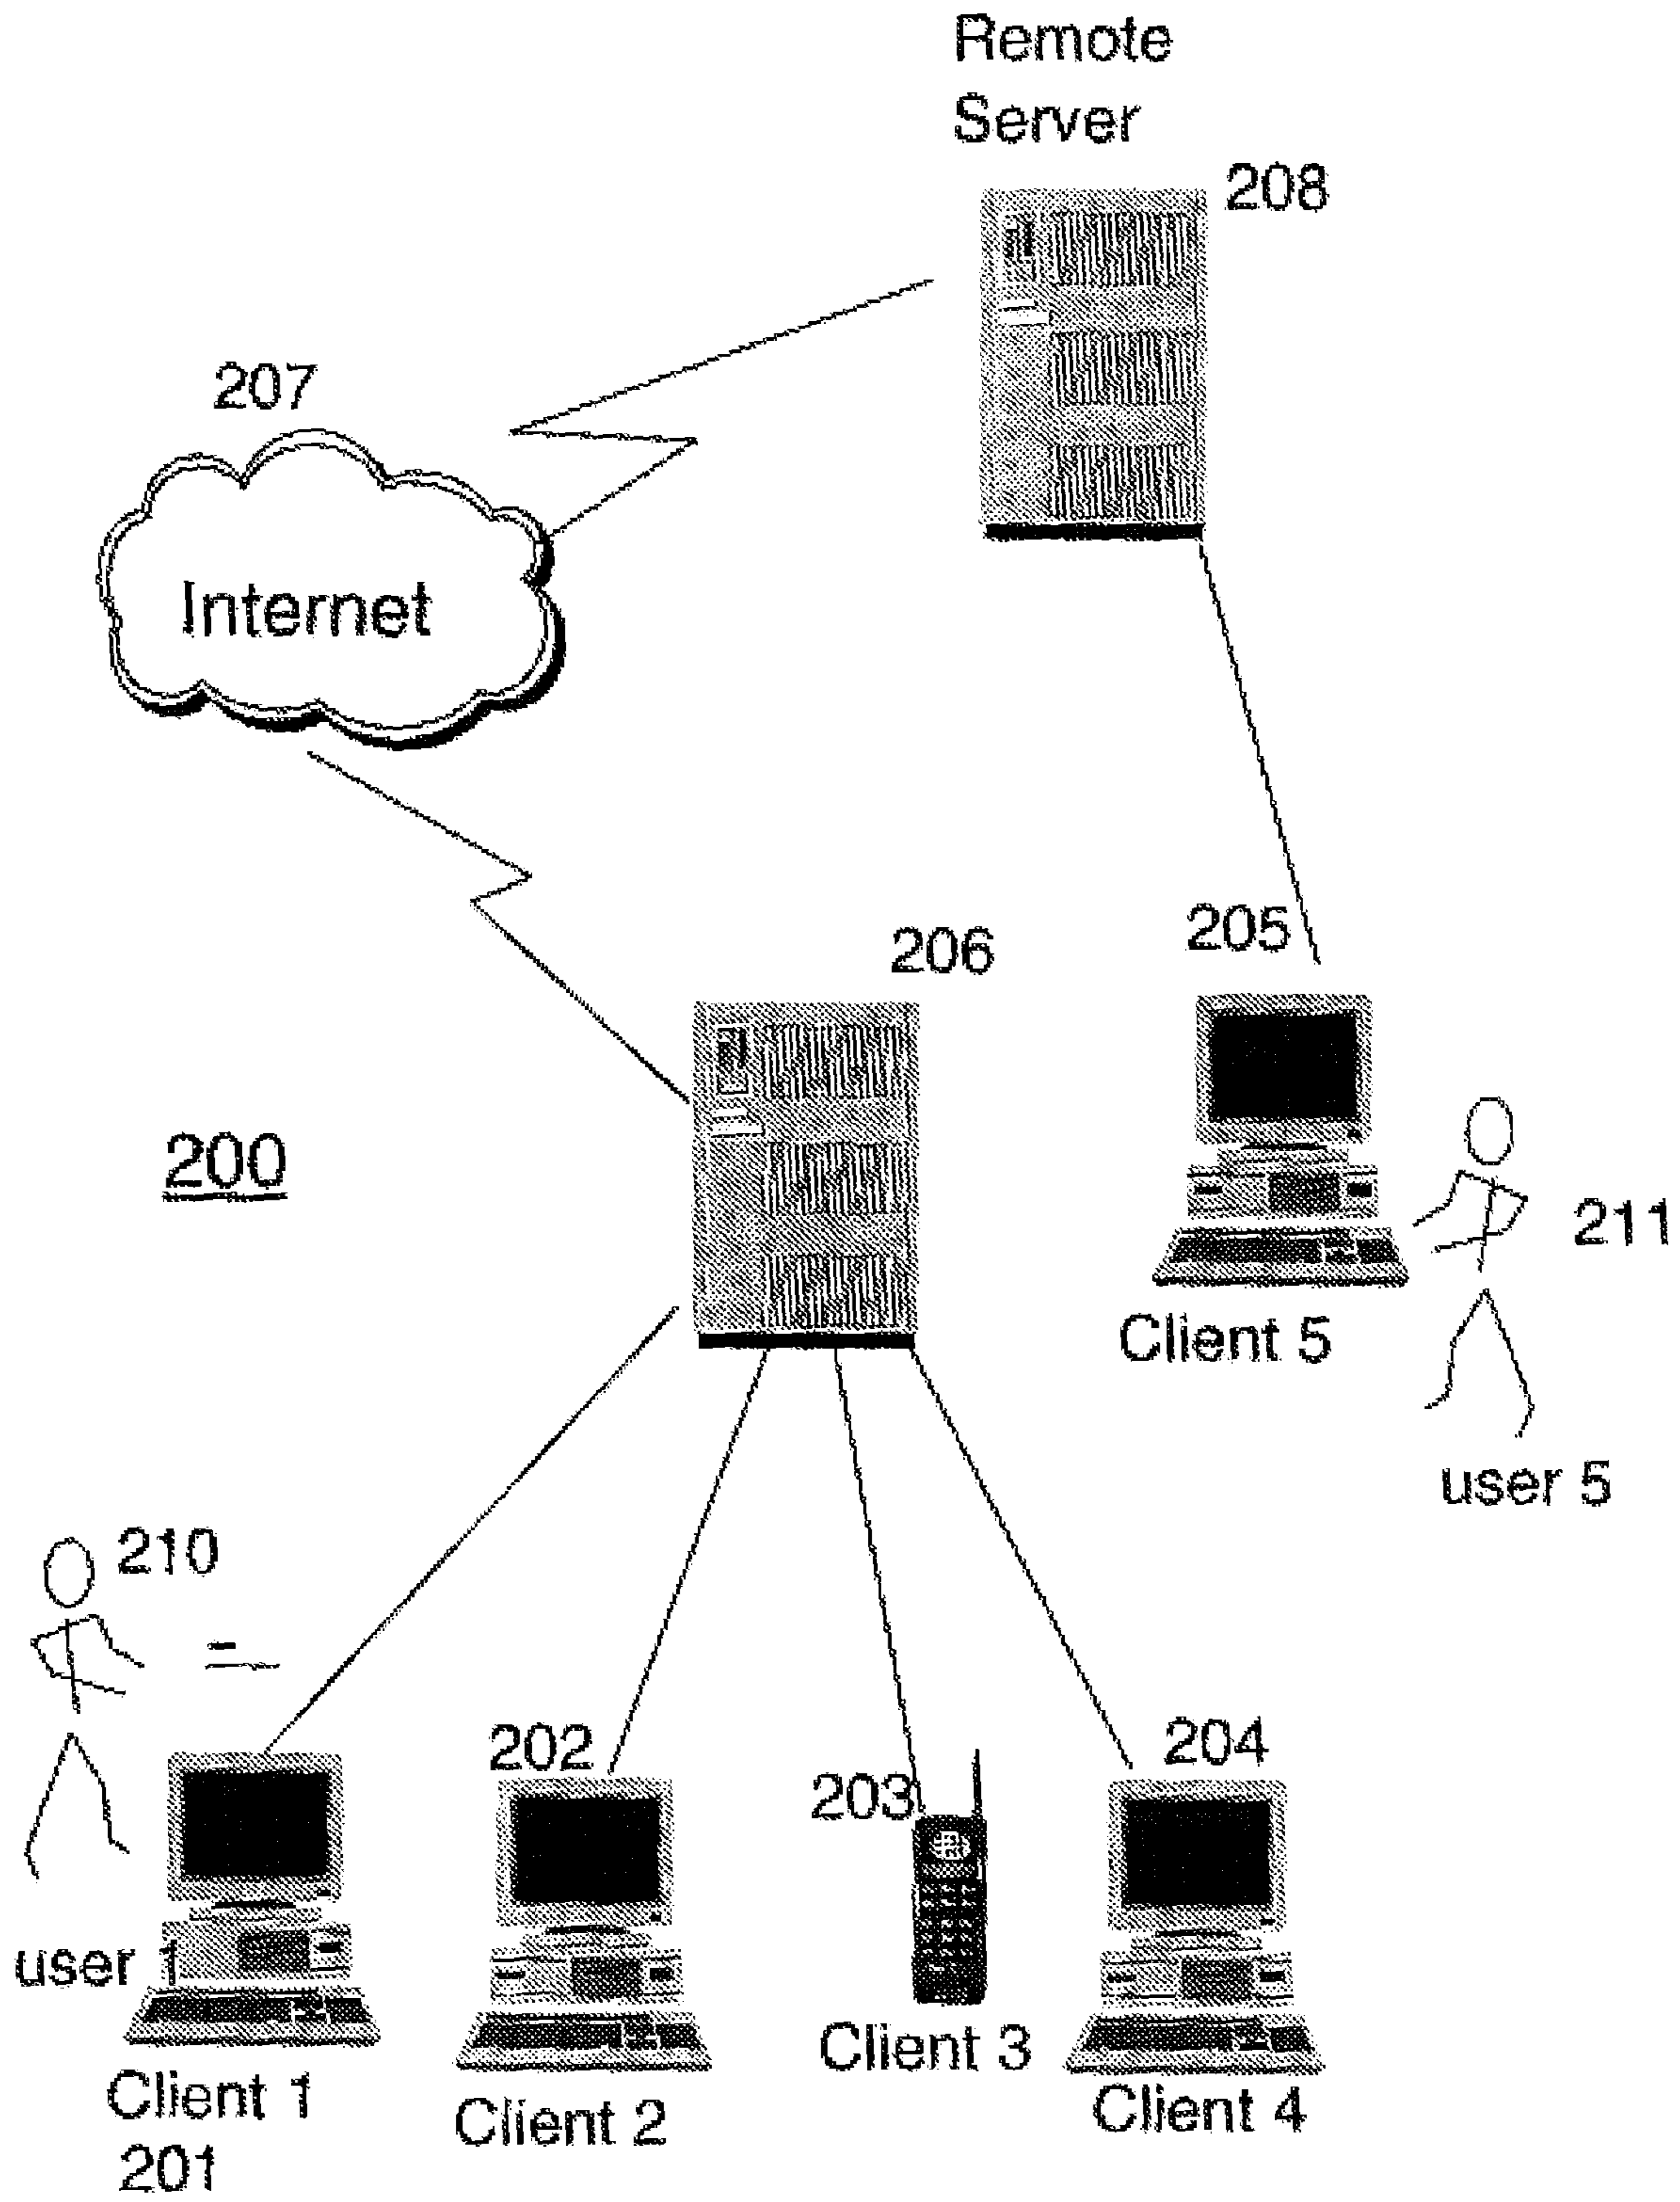 Remote
Server
208
207
Internet
206
205
200
211
Client 5
user 5
210
202
203
204
user 1
Client 1
201
Client 2
Client 3
Client 4